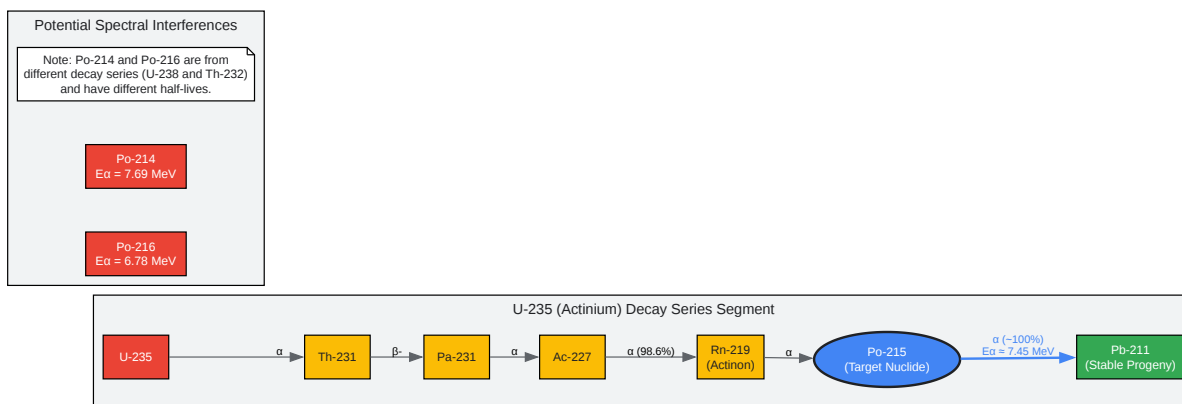 Potential Spectral Interferences
Note: Po-214 and Po-216 are from
different decay series (U-238 and Th-232)
and have different half-lives.
Po-214
Eα = 7.69 MeV
Po-216
Eα = 6.78 MeV
U-235 (Actinium) Decay Series Segment
U-235
α
Th-231
β-
Pa-231
α
Ac-227
α (98.6%)
Rn-219
(Actinon)
α
Po-215
(Target Nuclide)
α (~100%)
Eα ≈ 7.45 MeV
Pb-211
(Stable Progeny)